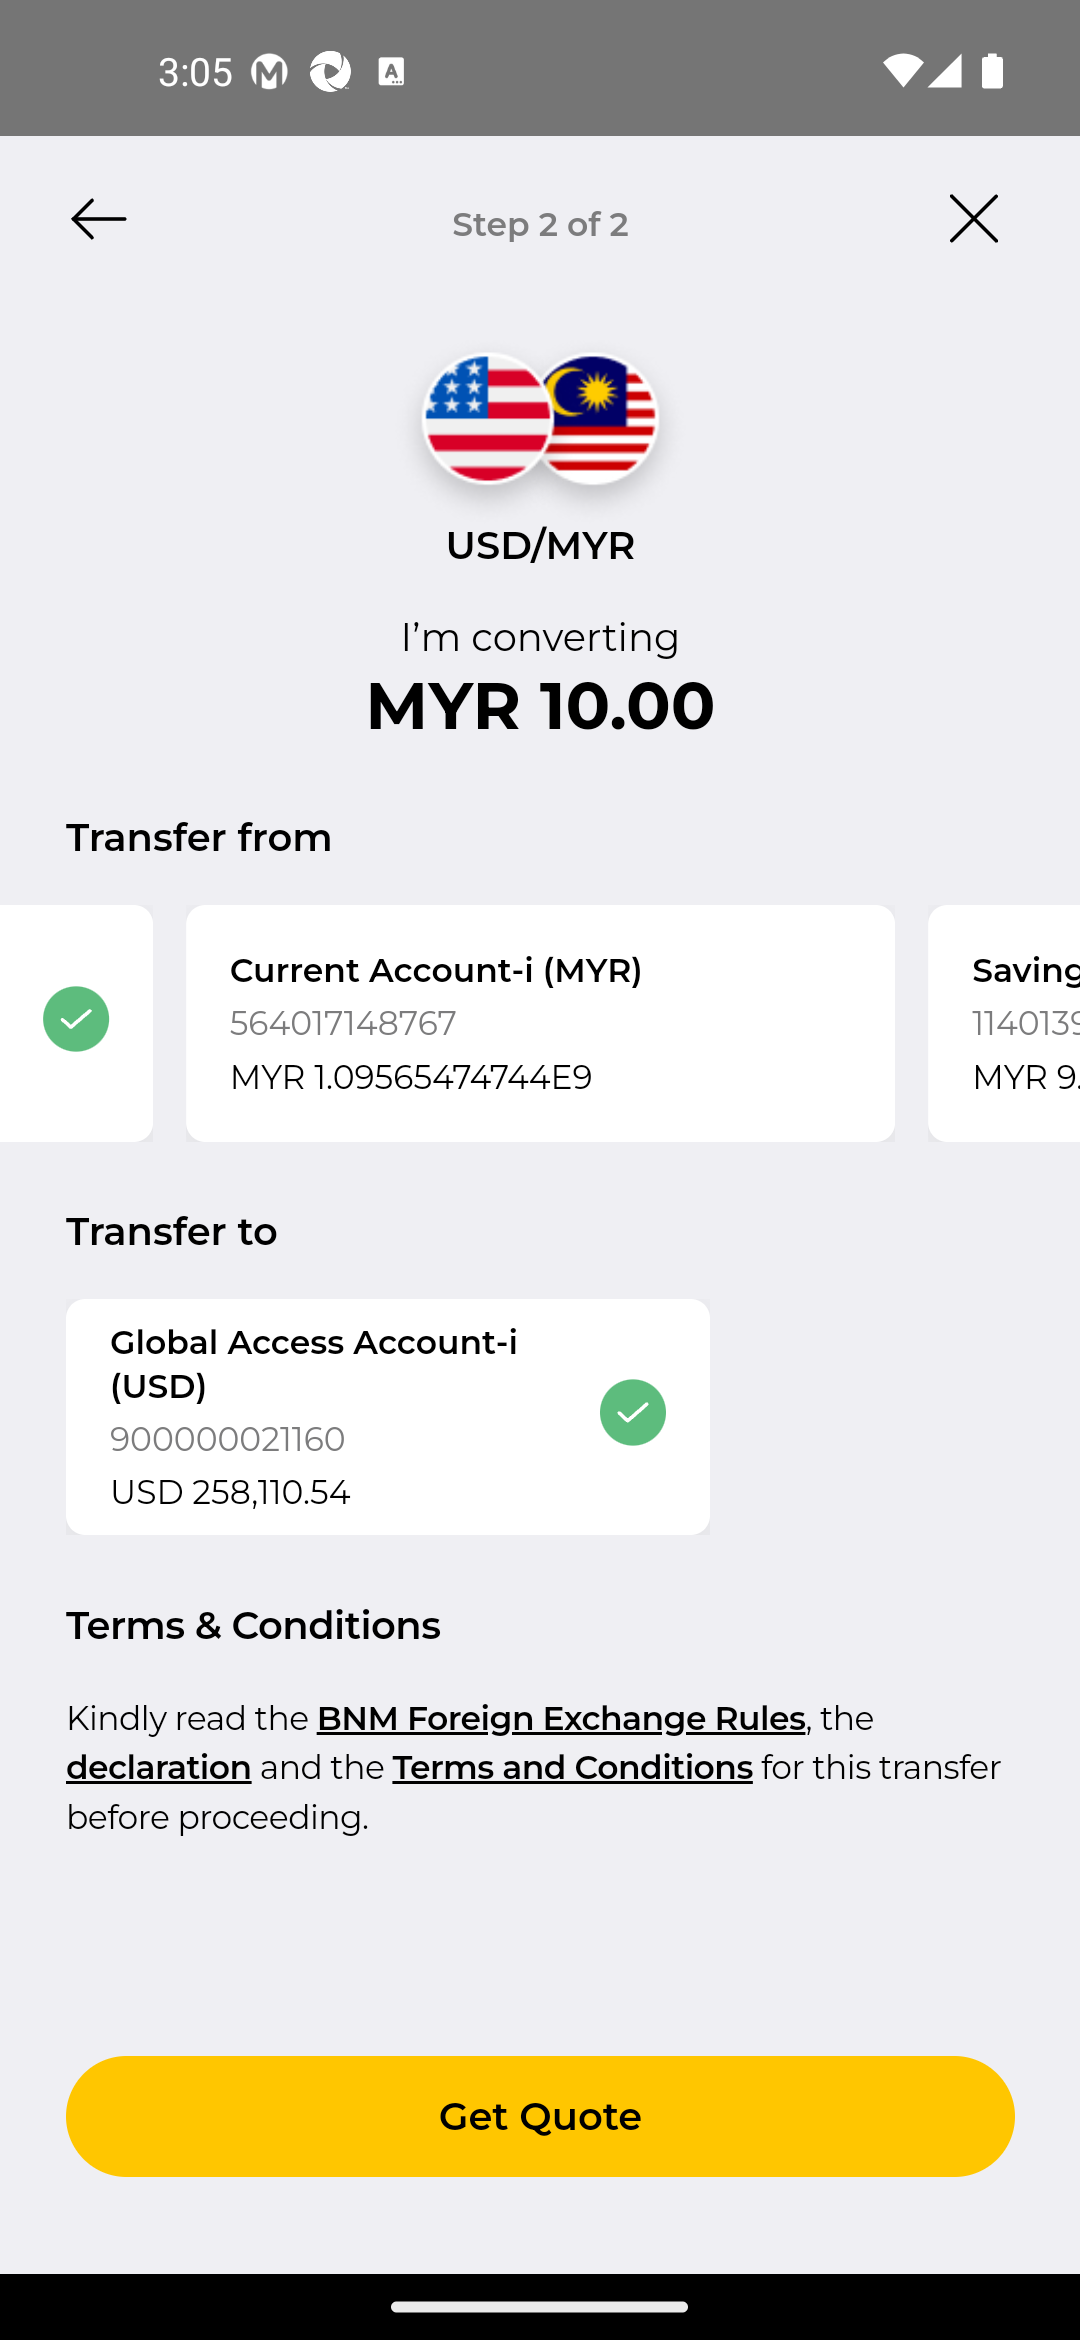 3:05
Step 2 of 2
USD/MYR
I’m converting
MYR 10.00
Transfer from
Current Account-i (MYR)
564017148767
MYR 1.09565474744E9
Saving
114013
MYR 9.
Transfer to
Global Access Account-i
(USD)
900000021160
USD 258,110.54
Terms & Conditions
Kindly read the BNM Foreign Exchange Rules, the
declaration and the Terms and Conditions for this transfer
before proceeding.
Get Quote